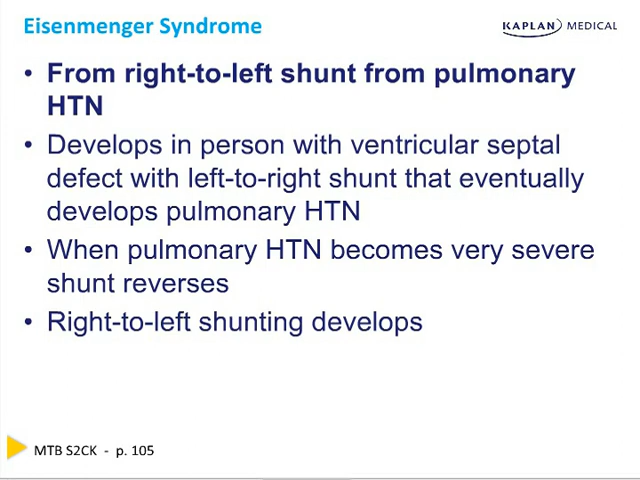 Eisenmenger Syndrome
KAPLAN MEDICAL
• From right-to-left shunt from pulmonary
HTN
• Develops in person with ventricular septal
defect with left-to-right shunt that eventually
develops pulmonary HTN
• When pulmonary HTN becomes very severe
shunt reverses
• Right-to-left shunting develops
MTB S2CK - p. 105